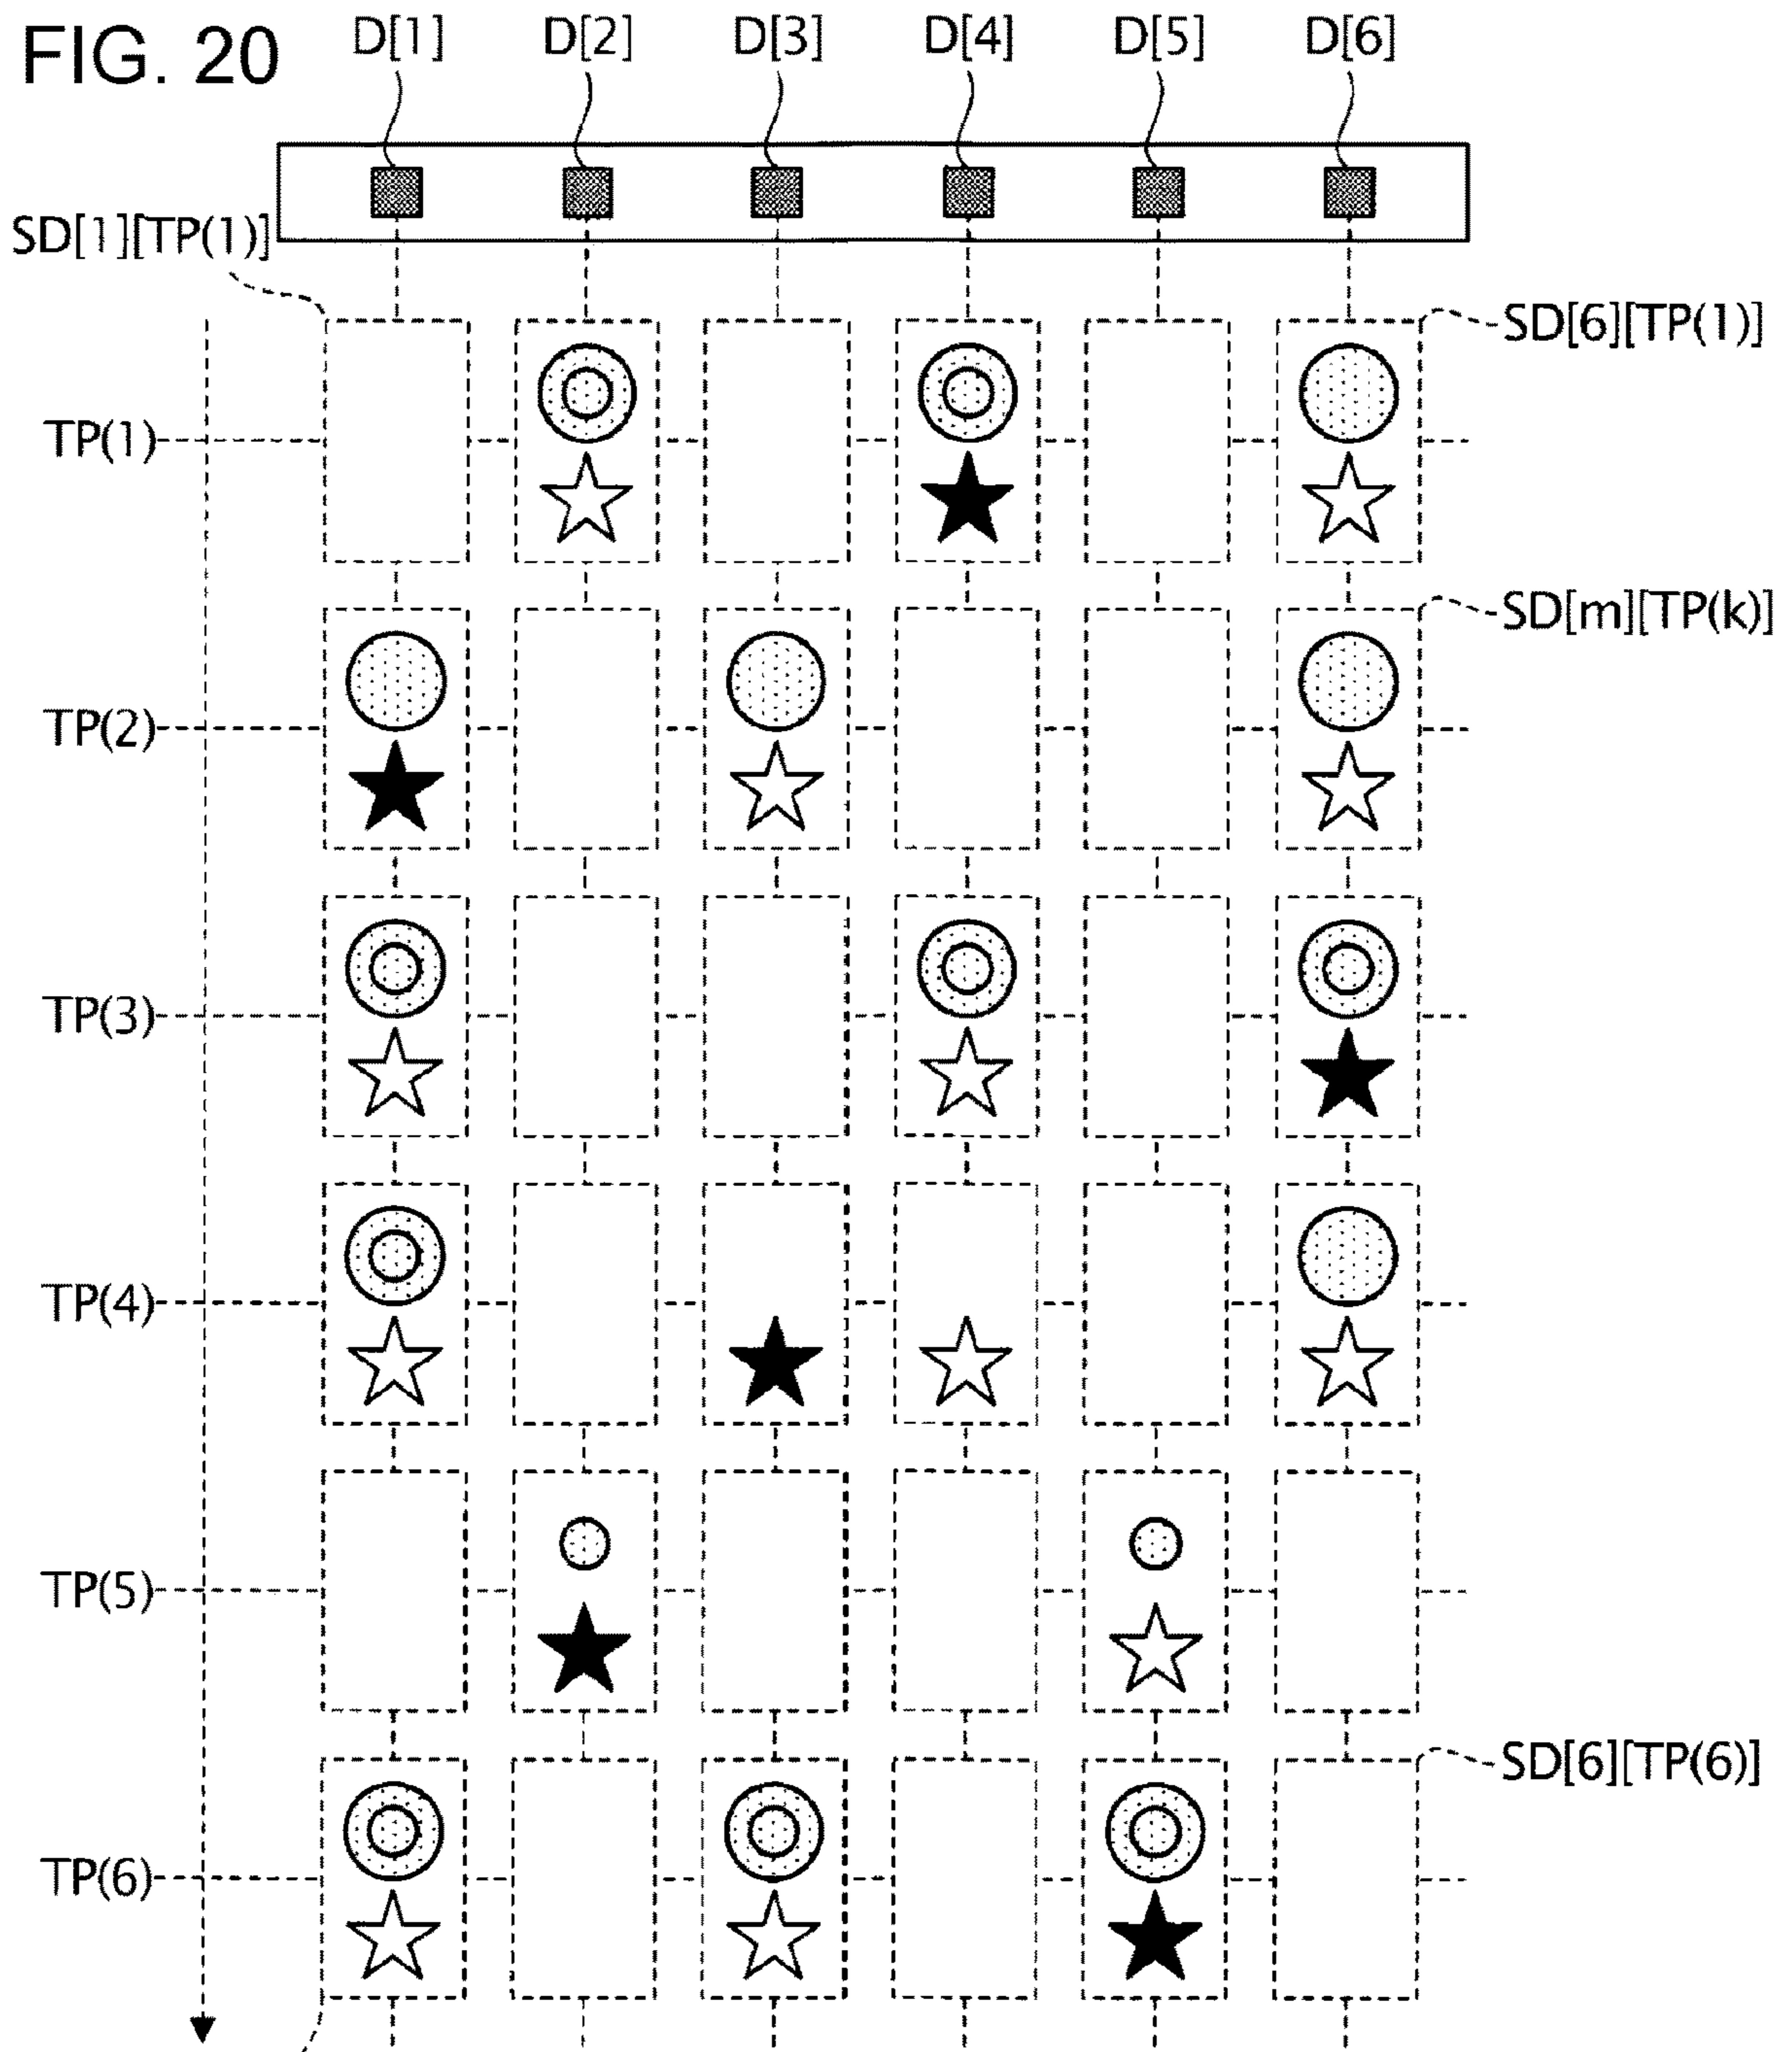 FIG. 20
D[1] D[2] D[3] D[4] D[5] D[6]
SD[1][TP(1)]
SD[6][TP(1)]
TP(1)
SD[m][TP(k)]
TP(2)
TP(3)
TP(4)
TP(5)
SD[6][TP(6)]
TP(6)